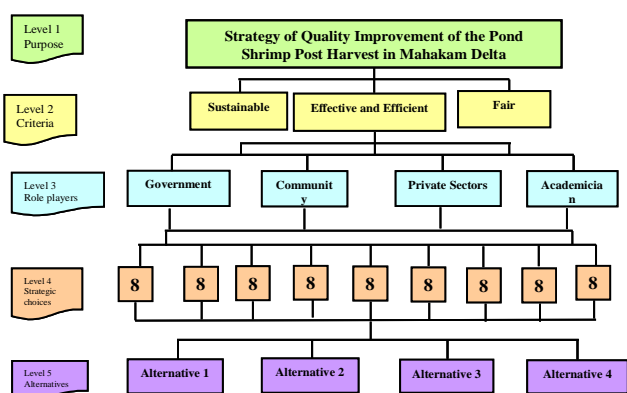 Level 1
Purpose
Strategy of Quality Improvement of the Pond
Shrimp Post Harvest in Mahakam Delta
Level 2
Criteria
Sustainable
Effective and Efficient
Fair
Level 3
Role players
Government
Communit
y
Private Sectors
Academicia
n
Level 4
Strategic
choices
8 8 8 8 8 8 8 8 8
Level 5
Alternatives
Alternative 1
Alternative 2
Alternative 3
Alternative 4